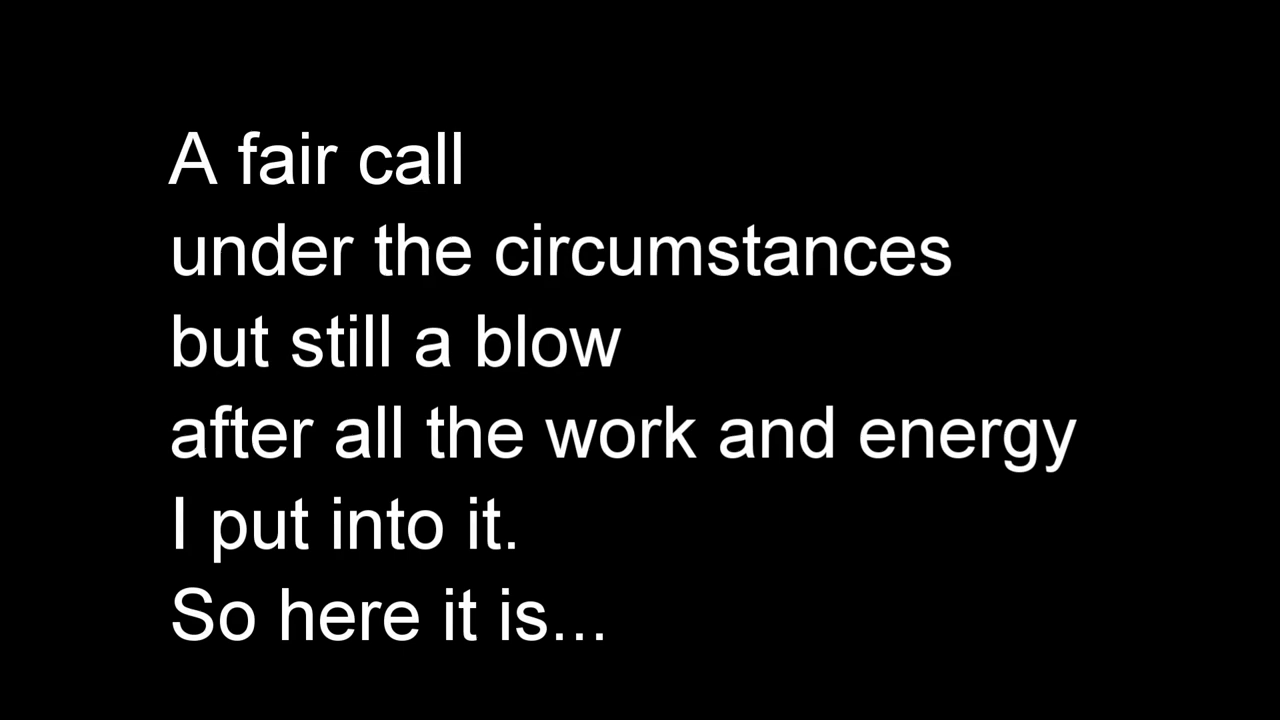 A fair call
under the circumstances
but still a blow
after all the work and energy
I put into it.
So here it is...